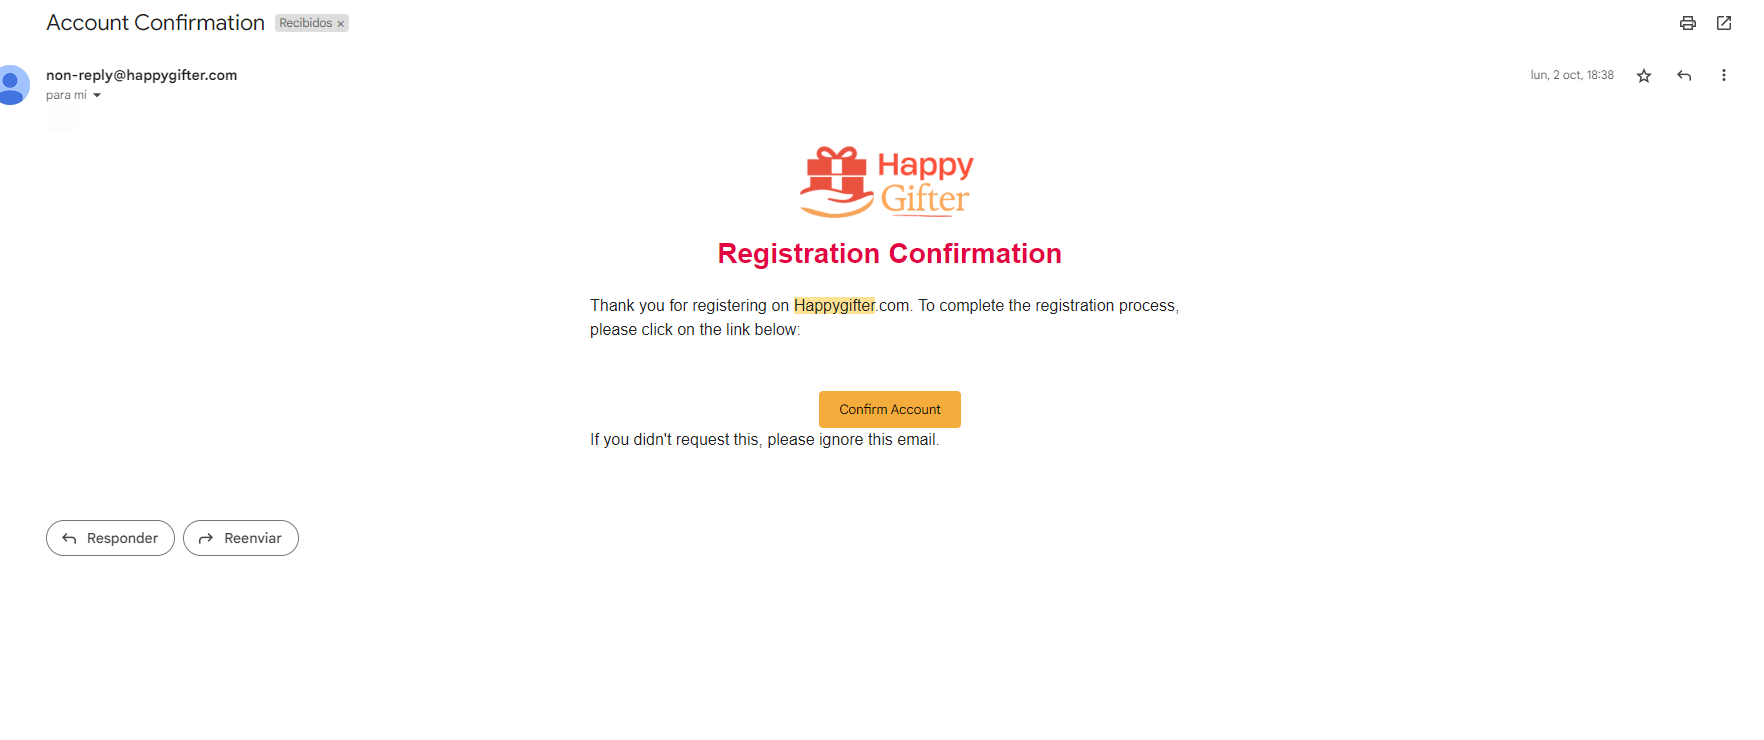 Account Confirmation Recibidos ×
non-reply@happygifter.com lun, 2 oct, 18:38
para mí
Happy
Gifter
Registration Confirmation
Thank you for registering on Happygifter.com. To complete the registration process,
please click on the link below:
Confirm Account
If you didn't request this, please ignore this email.
Responder Reenviar